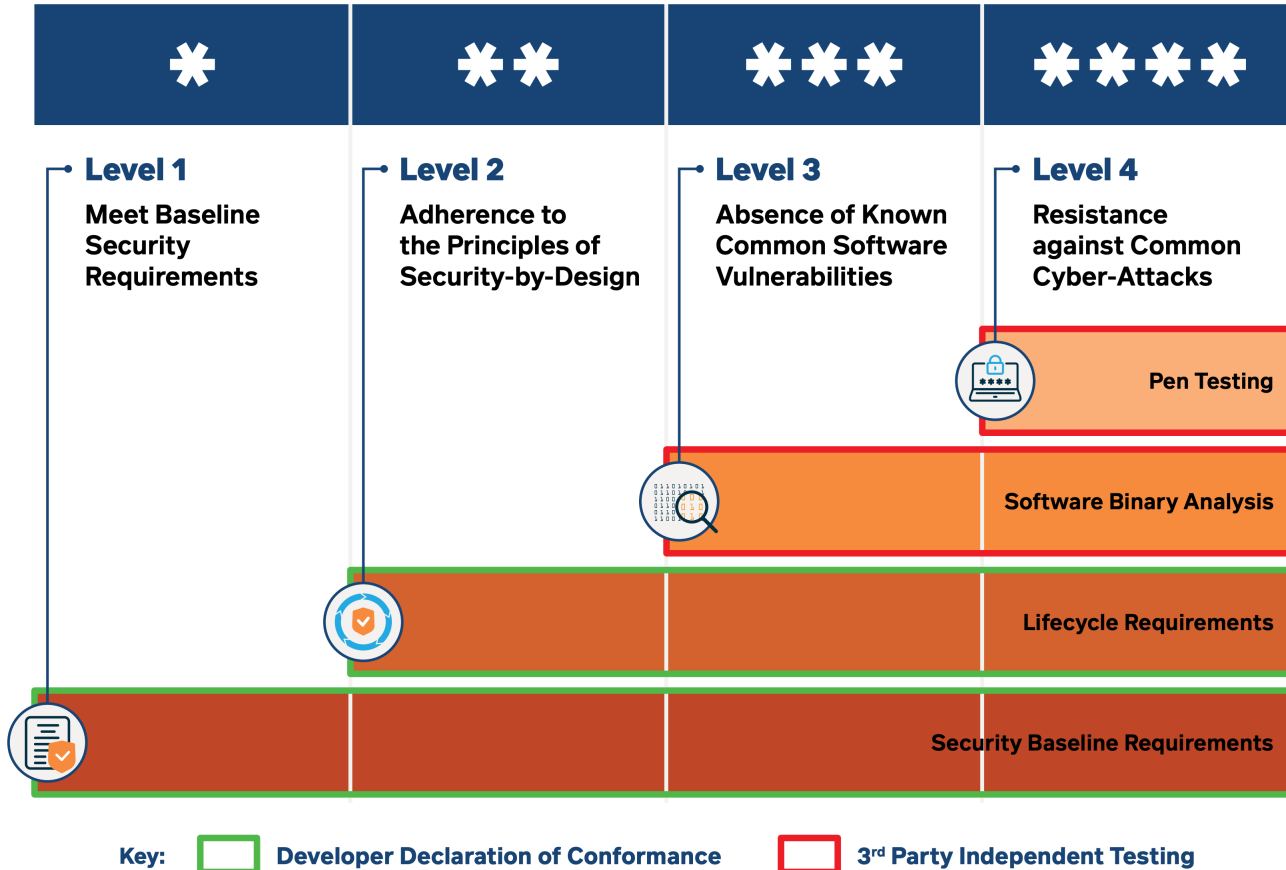 * ** *** ****
Level 1
Meet Baseline
Security
Requirements
Level 2
Adherence to
the Principles of
Security-by-Design
Level 3
Absence of Known
Common Software
Vulnerabilities
Level 4
Resistance
against Common
Cyber-Attacks
****
Pen Testing
Software Binary Analysis
Lifecycle Requirements
Security Baseline Requirements
Key: Developer Declaration of Conformance 3rd Party Independent Testing